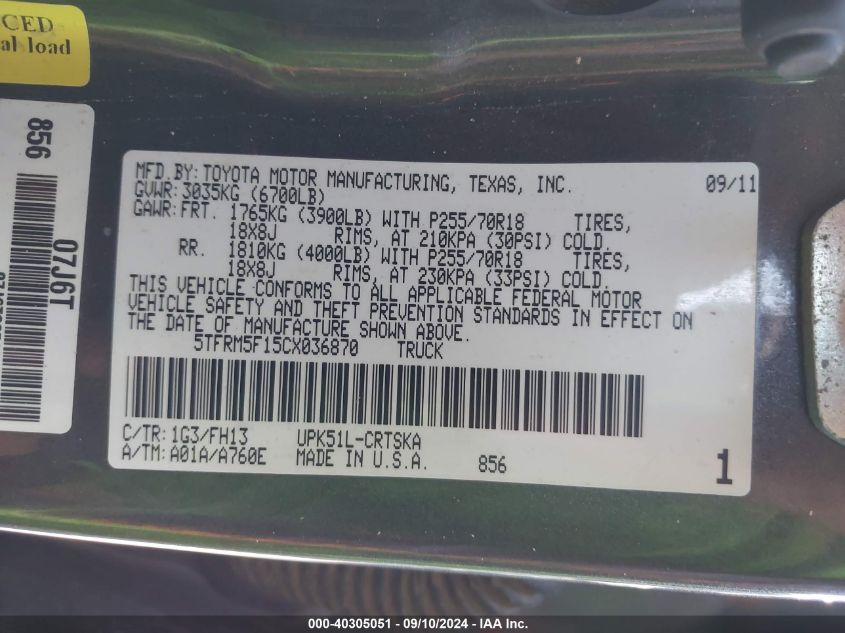 CED
al load
856
07J6T
MFD.BY: TOYOTA MOTOR MANUFACTURING, TEXAS, INC. 09/11
GVWR: 3035KG (6700LB)
GAWR: FRT. 1765KG (3900LB) WITH P255/70R18 TIRES,
18X8J RIMS, AT 210KPA (30PSI) COLD.
RR. 1810KG (4000LB) WITH P255/70R18 TIRES,
18X8J RIMS, AT 230KPA (33PSI) COLD.
THIS VEHICLE CONFORMS TO ALL APPLICABLE FEDERAL MOTOR
VEHICLE SAFETY AND THEFT PREVENTION STANDARDS IN EFFECT ON
THE DATE OF MANUFACTURE SHOWN ABOVE.
5TFRM5F15CX036870 TRUCK
C/TR: 1G3/FH13 UPK51L-CRTSKA
A/TM: A01A/A760E MADE IN U.S.A. 856 1
000-40305051 - 09/10/2024 - IAA Inc.